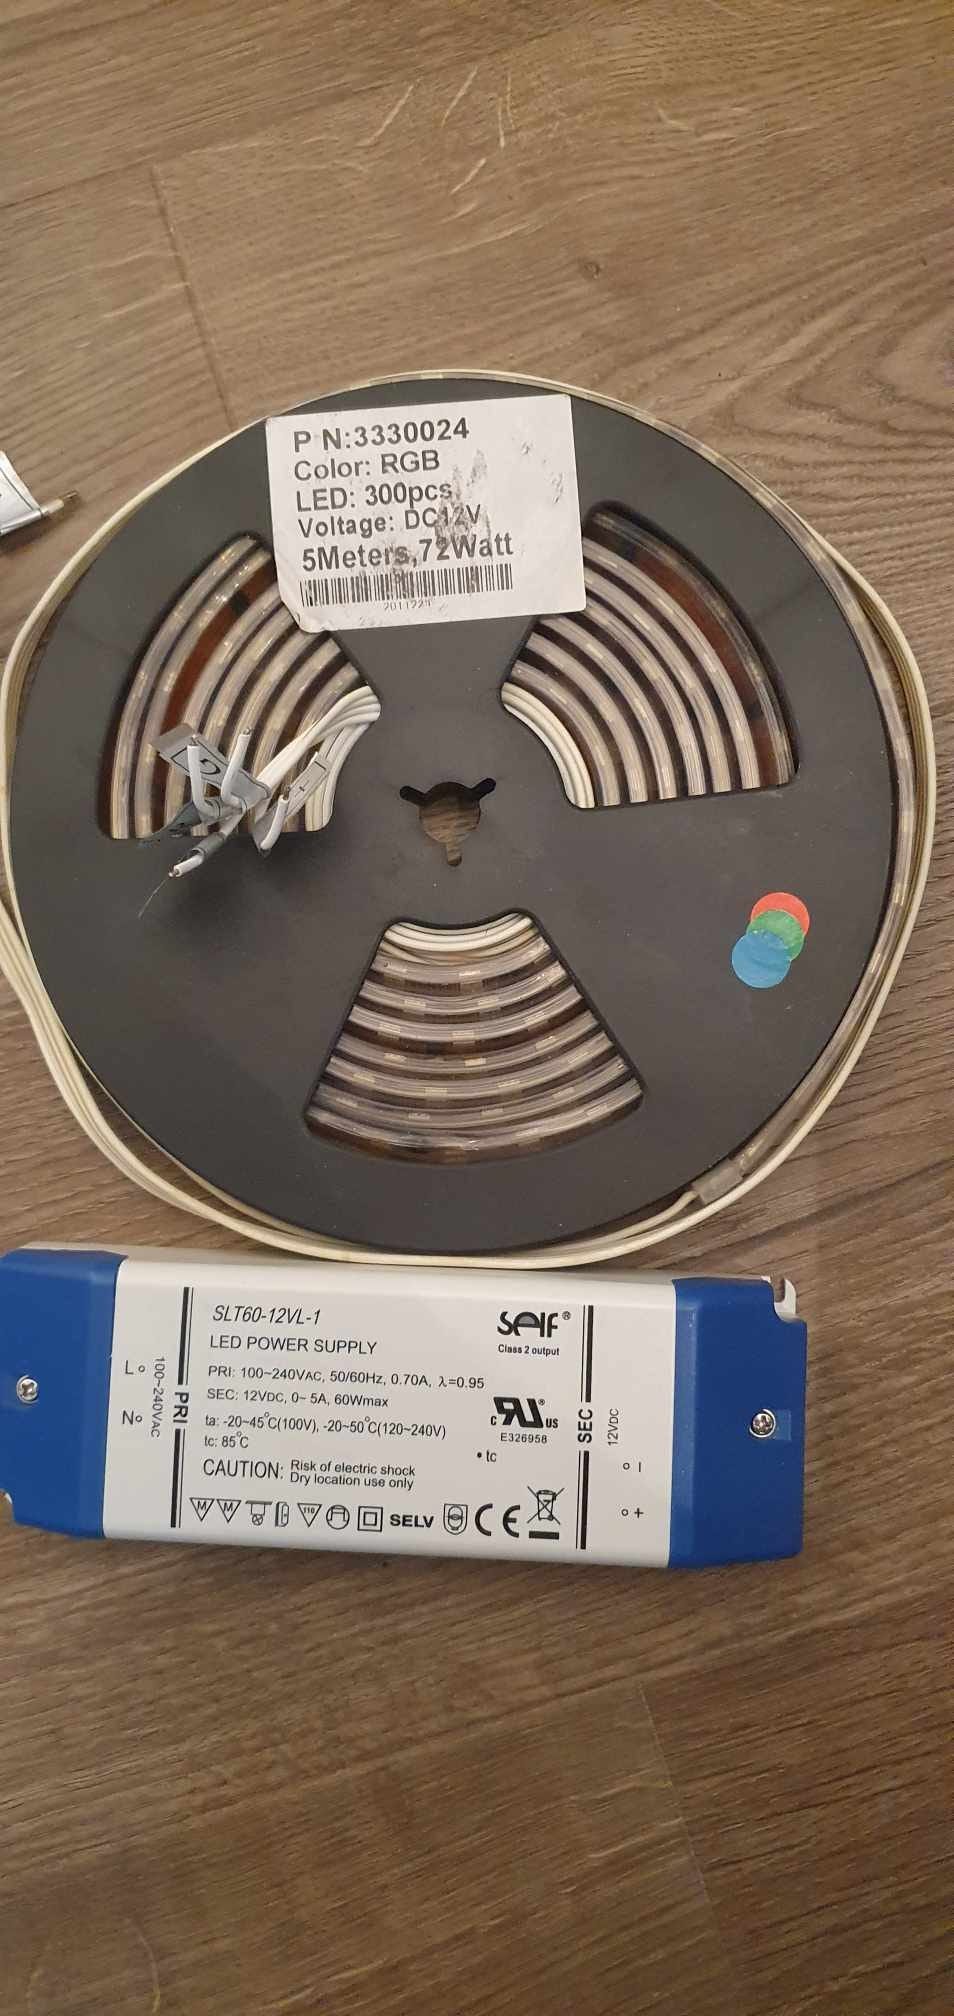 P N:3330024
Color: RGB
LED: 300pcs
Voltage: DC12V
5Meters,72Watt
G
+
SLT60-12VL-1
LED POWER SUPPLY
PRI: 100~240VAC, 50/60Hz, 0.70A, λ=0.95
SEC: 12VDC, 0~5A, 60Wmax
ta: -20~45°C(100V), -20~50°C(120~240V)
tc: 85°C
CAUTION: Risk of electric shock
Dry location use only
M M 110 SELV CE
SELF®
Class 2 output
c RU ® US
E326958
• tc
L
N
100~240VAC
PRI
SEC
12VDC
-
+